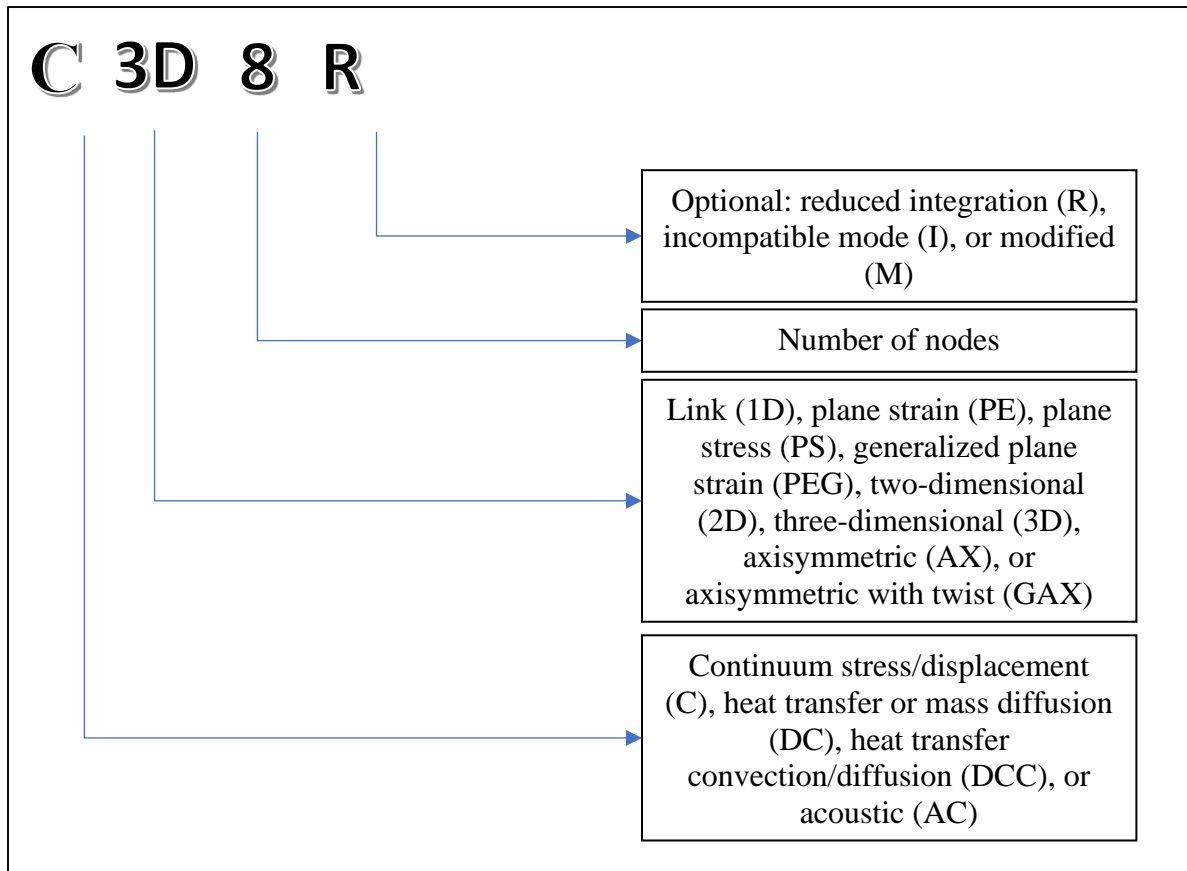 C 3D 8 R
Optional: reduced integration (R),
incompatible mode (I), or modified
(M)
Number of nodes
Link (1D), plane strain (PE), plane
stress (PS), generalized plane
strain (PEG), two-dimensional
(2D), three-dimensional (3D),
axisymmetric (AX), or
axisymmetric with twist (GAX)
Continuum stress/displacement
(C), heat transfer or mass diffusion
(DC), heat transfer
convection/diffusion (DCC), or
acoustic (AC)